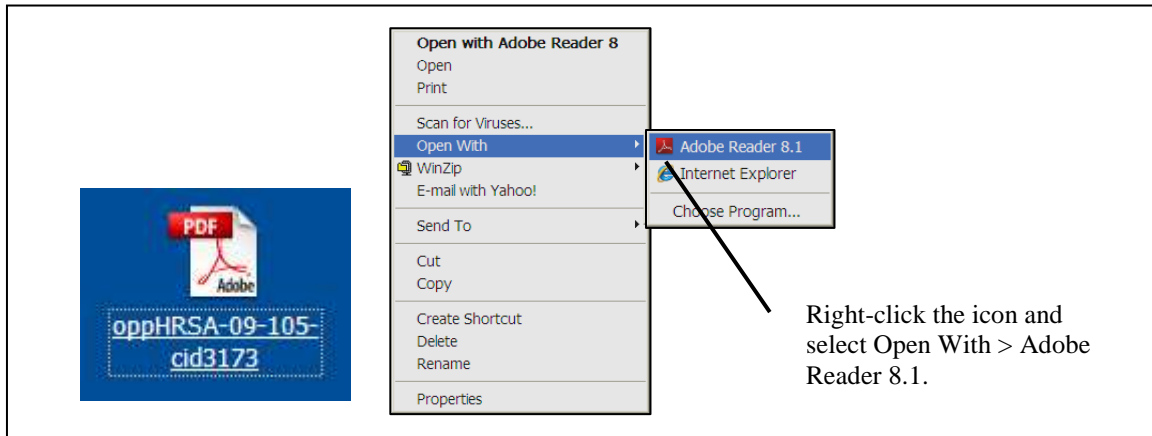 PDF
Adobe
oppHRSA-09-105-
cid3173
Open with Adobe Reader 8
Open
Print
Scan for Viruses...
Open With
WinZip
E-mail with Yahoo!
Send To
Cut
Copy
Create Shortcut
Delete
Rename
Properties
Adobe Reader 8.1
Internet Explorer
Choose Program...
Right-click the icon and
select Open With > Adobe
Reader 8.1.